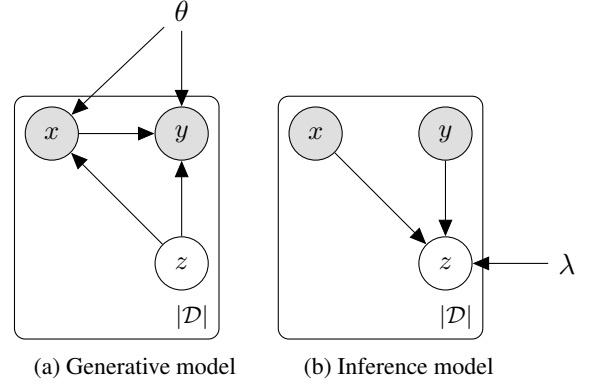 θ
x y x y
z z λ
|𝒟| |𝒟|
(a) Generative model (b) Inference model